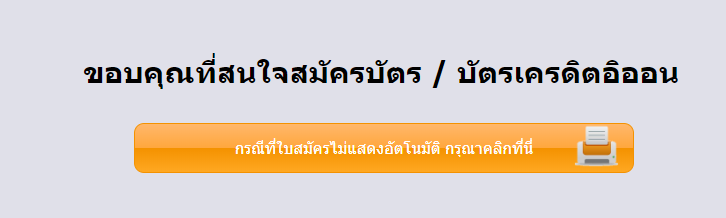 ขอบคุณที่สนใจสมัครบัตร / บัตรเครดิตอิออน
กรณีที่ใบสมัครไม่แสดงอัตโนมัติ กรุณาคลิกที่นี่